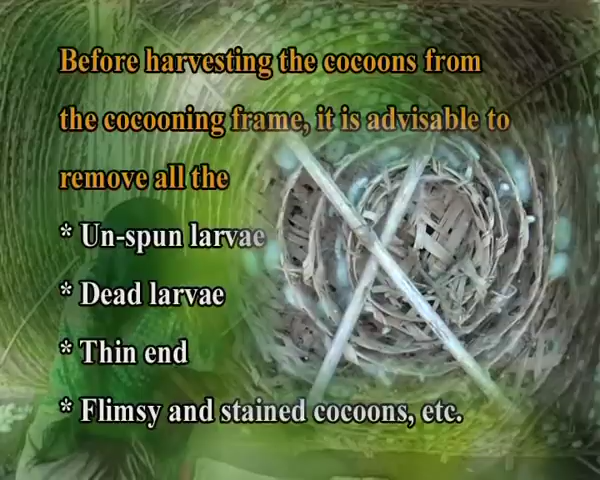 Before harvesting the cocoons from
the cocooning frame, it is advisable to
remove all the
* Un-spun larvae
* Dead larvae
* Thin end
* Flimsy and stained cocoons, etc.